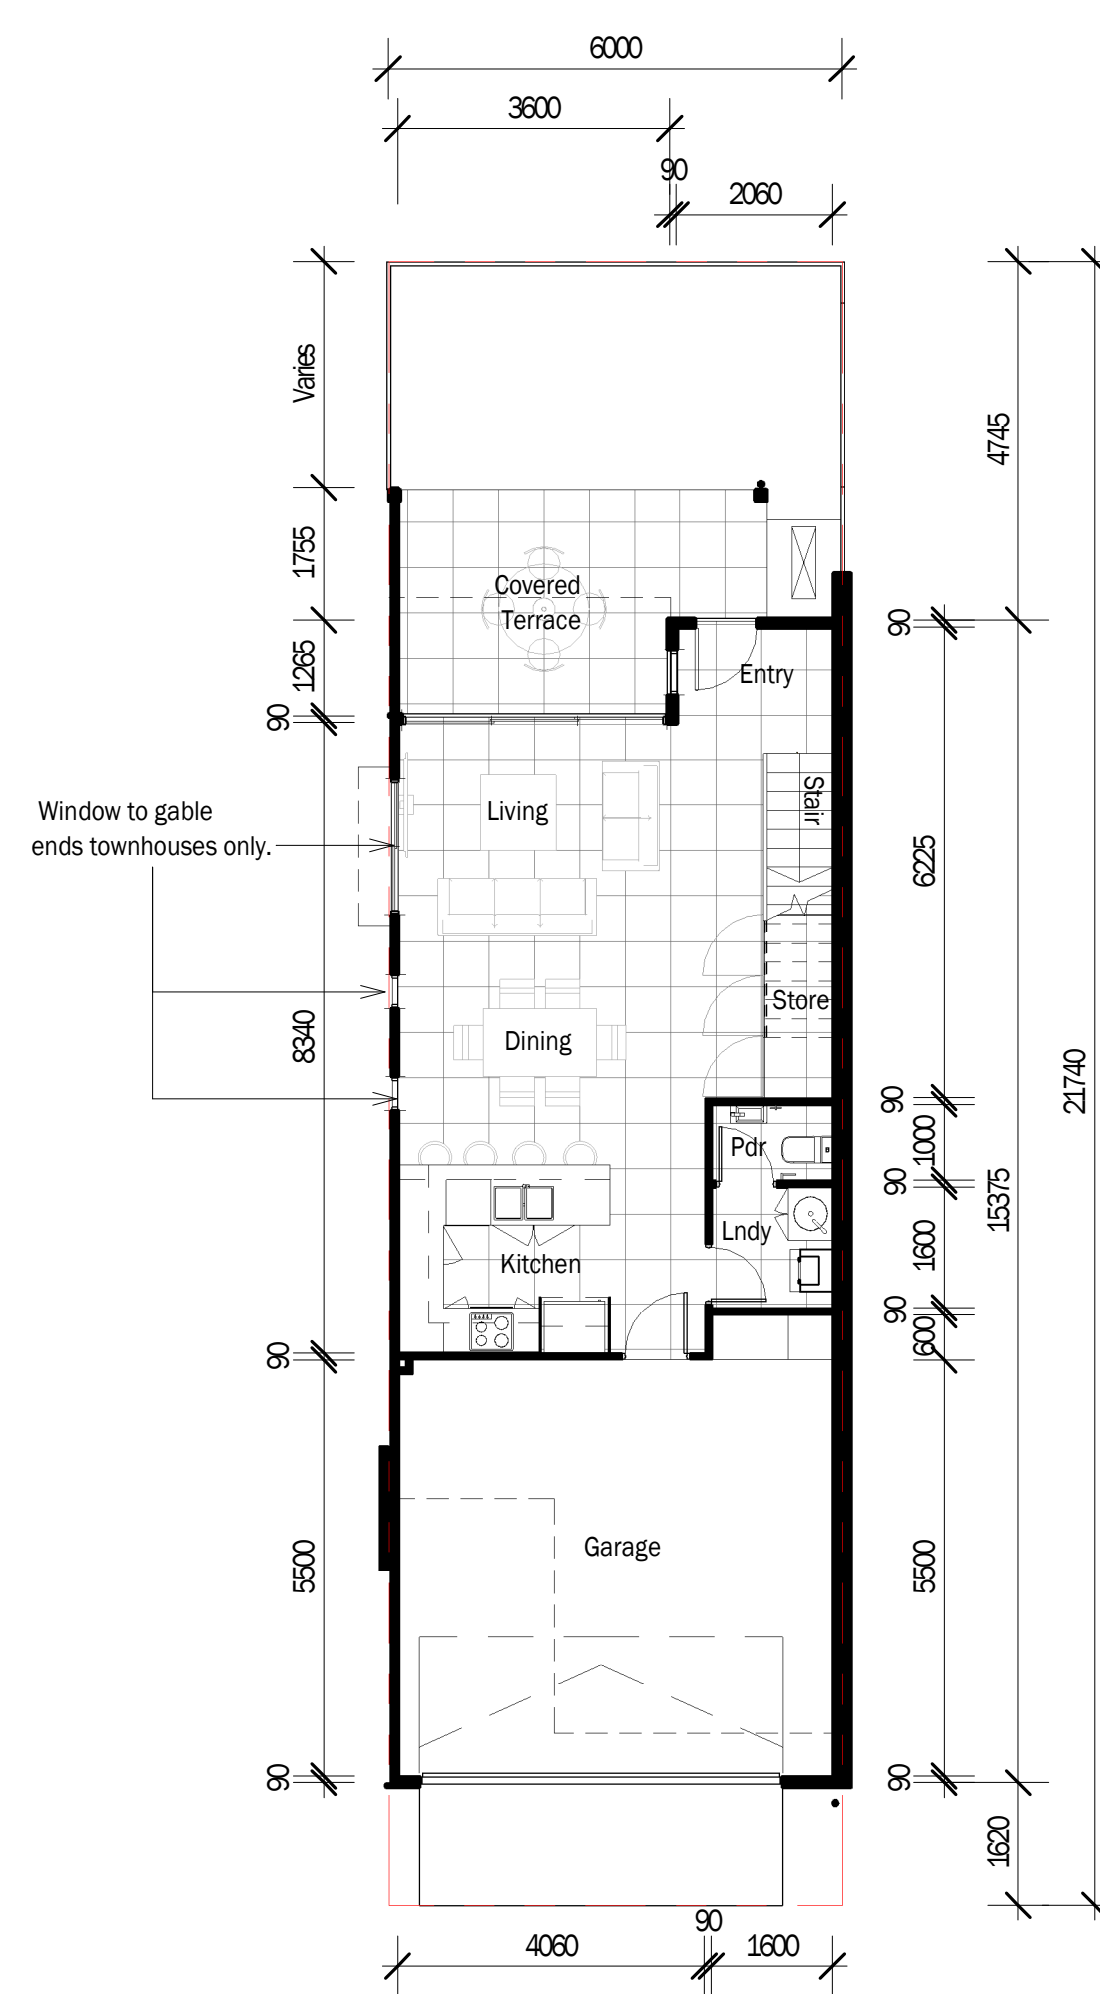 6000
3600
90
2060
Varies
4745
1755
Covered
Terrace
90
1265
Entry
90
Stair
Living
Window to gable
ends townhouses only.
6225
Store
8340
Dining
21740
90
Pdr
1000
90
15375
Lndy
1600
Kitchen
90
600
90
Garage
5500
5500
90
90
1620
90
4060
1600